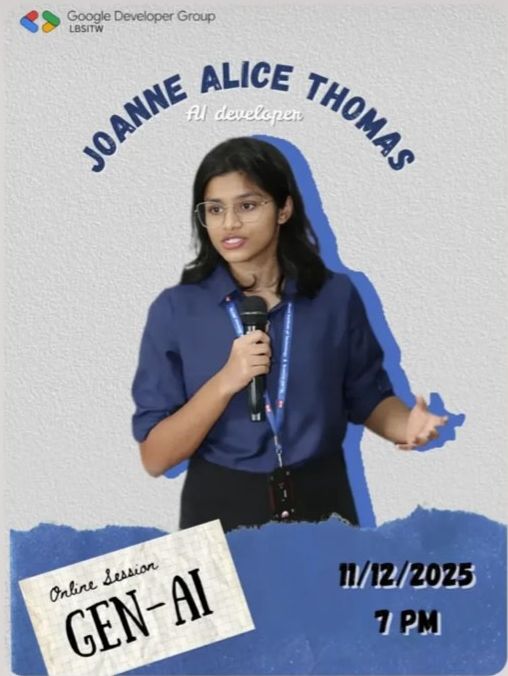 Google Developer Group
LBSITW
JOANNE ALICE THOMAS
AI developer
Online Session
GEN-AI
11/12/2025
7 PM